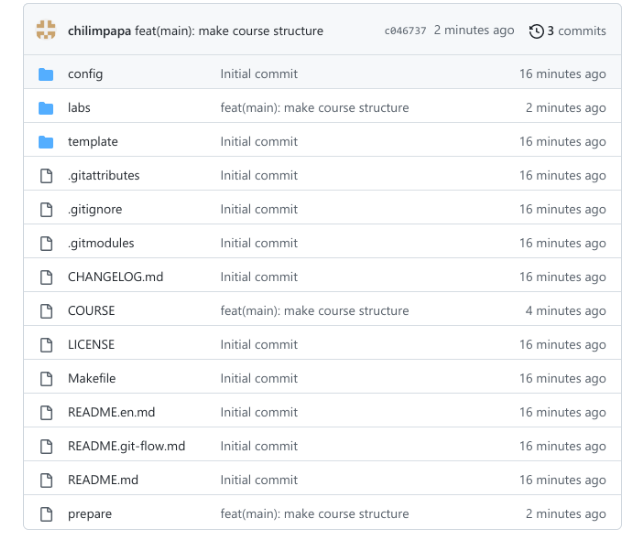 chilimpapa feat(main): make course structure c046737 2 minutes ago 3 commits
config Initial commit 16 minutes ago
labs feat(main): make course structure 2 minutes ago
template Initial commit 16 minutes ago
.gitattributes Initial commit 16 minutes ago
.gitignore Initial commit 16 minutes ago
.gitmodules Initial commit 16 minutes ago
CHANGELOG.md Initial commit 16 minutes ago
COURSE feat(main): make course structure 4 minutes ago
LICENSE Initial commit 16 minutes ago
Makefile Initial commit 16 minutes ago
README.en.md Initial commit 16 minutes ago
README.git-flow.md Initial commit 16 minutes ago
README.md Initial commit 16 minutes ago
prepare feat(main): make course structure 2 minutes ago